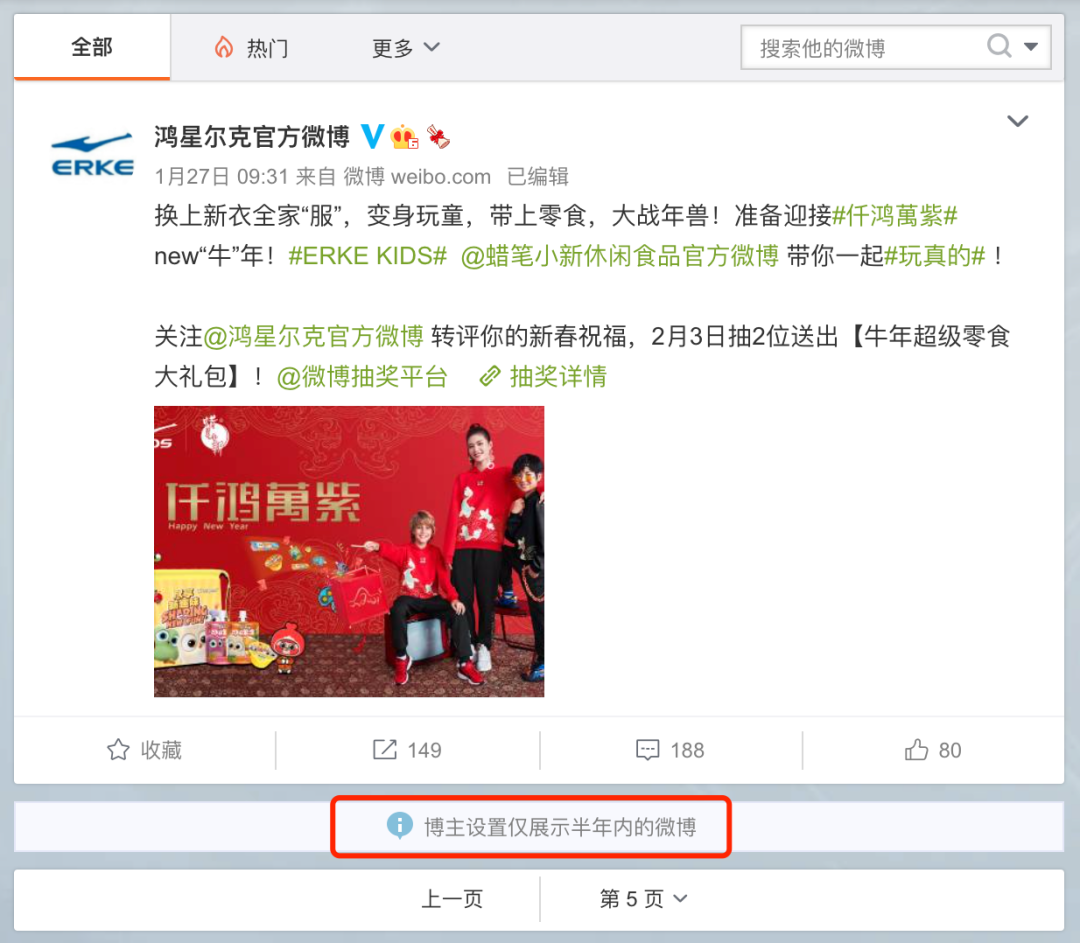 全部
热门
更多
搜索他的微博
ERKE
鸿星尔克官方微博
1月27日 09:31 来自 微博 weibo.com 已编辑
换上新衣全家“服”，变身玩童，带上零食，大战年兽！准备迎接#仟鸿萬紫#
new“牛”年！#ERKE KIDS# @蜡笔小新休闲食品官方微博 带你一起#玩真的#！
关注@鸿星尔克官方微博 转评你的新春祝福，2月3日抽2位送出【牛年超级零食
大礼包】！@微博抽奖平台 抽奖详情
仟鸿萬紫
Happy New Year
收藏
149
188
80
博主设置仅展示半年内的微博
上一页
第 5 页